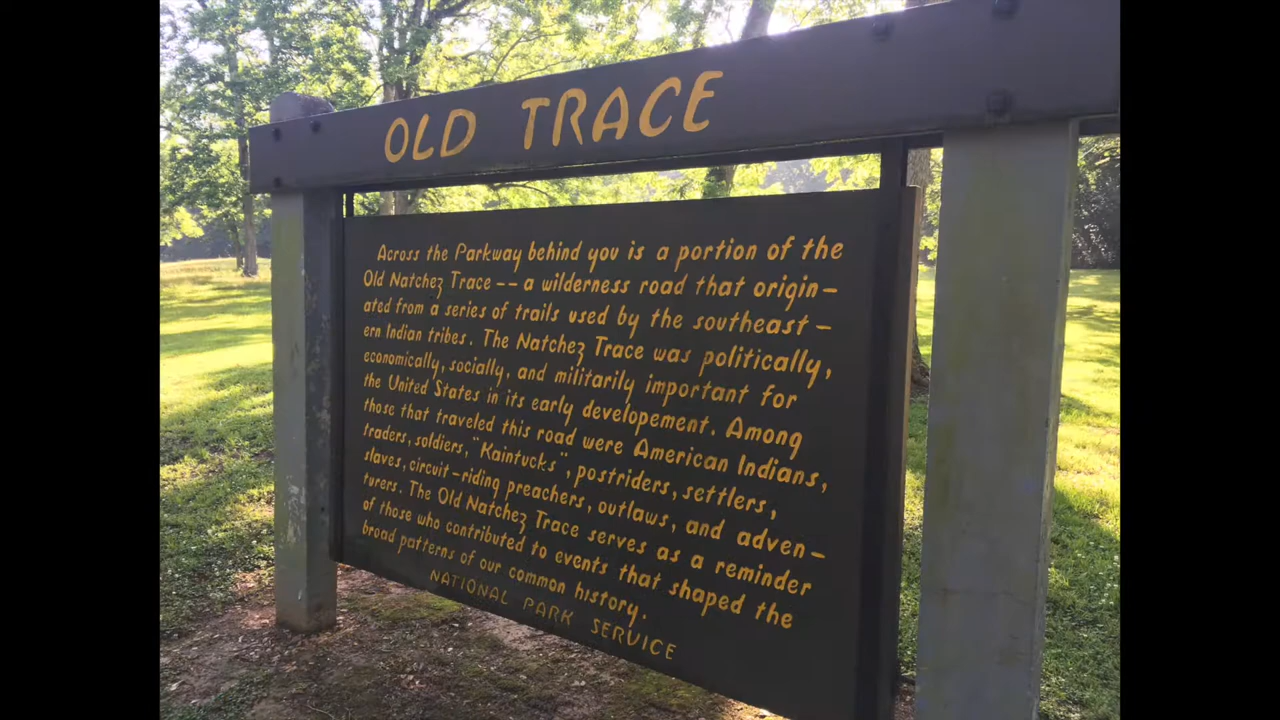 OLD TRACE
Across the Parkway behind you is a portion of the
Old Natchez Trace -- a wilderness road that origin-
ated from a series of trails used by the southeast-
ern Indian tribes. The Natchez Trace was politically,
economically, socially, and militarily important for
the United States in its early developement. Among
those that traveled this road were American Indians,
traders, soldiers, "Kaintucks", postriders, settlers,
slaves, circuit-riding preachers, outlaws, and adven-
turers. The Old Natchez Trace serves as a reminder
of those who contributed to events that shaped the
broad patterns of our common history.
NATIONAL PARK SERVICE